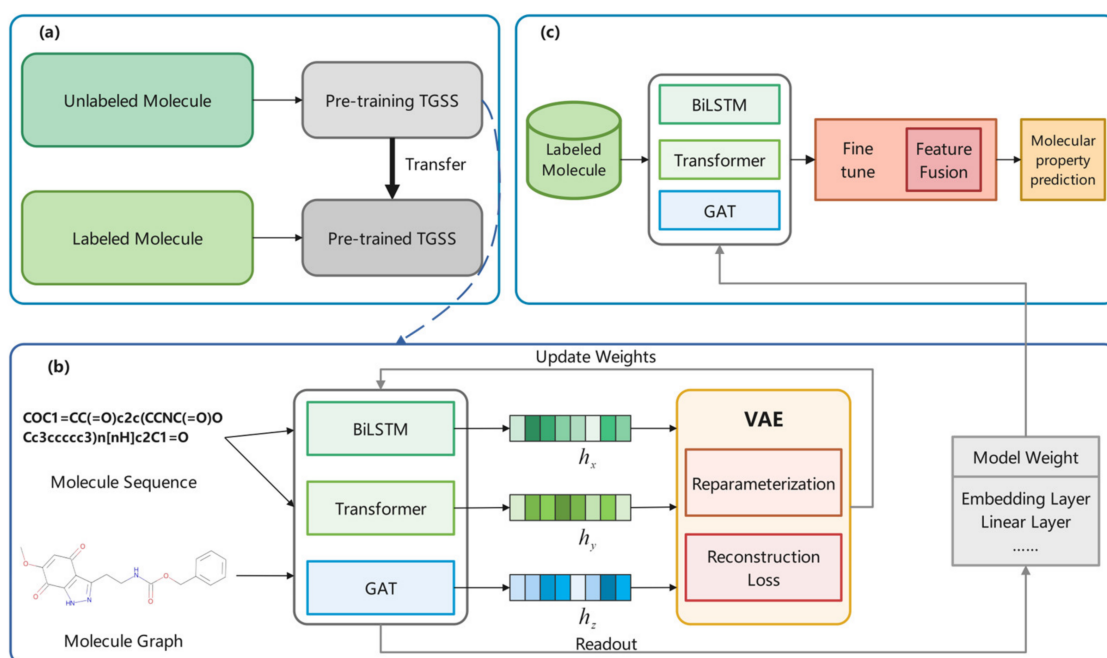 (a)
Unlabeled Molecule
Pre-training TGSS
Transfer
Labeled Molecule
Pre-trained TGSS
(c)
Labeled
Molecule
BiLSTM
Transformer
GAT
Fine
tune
Feature
Fusion
Molecular
property
prediction
(b)
Update Weights
COC1=CC(=O)c2c(CCNC(=O)O
Cc3ccccc3)n[nH]c2C1=O
Molecule Sequence
O
O
O
HN
N
H
N
O
O
Molecule Graph
BiLSTM
Transformer
GAT
h_x
h_y
h_z
VAE
Reparameterization
Reconstruction
Loss
Readout
Model Weight
Embedding Layer
Linear Layer
......